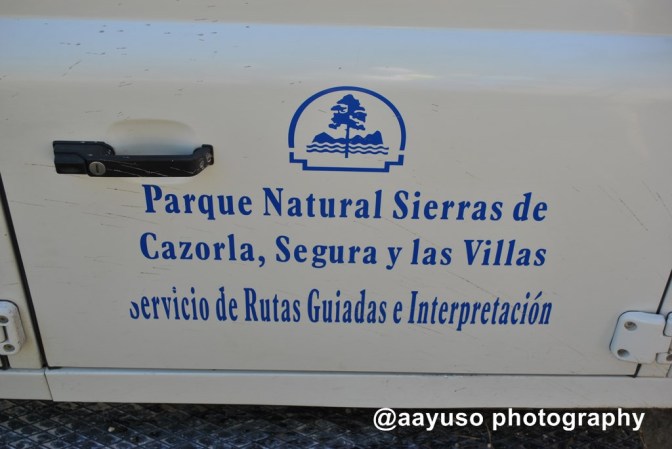 Parque Natural Sierras de
Cazorla, Segura y las Villas
Servicio de Rutas Guiadas e Interpretación
@aayuso photography